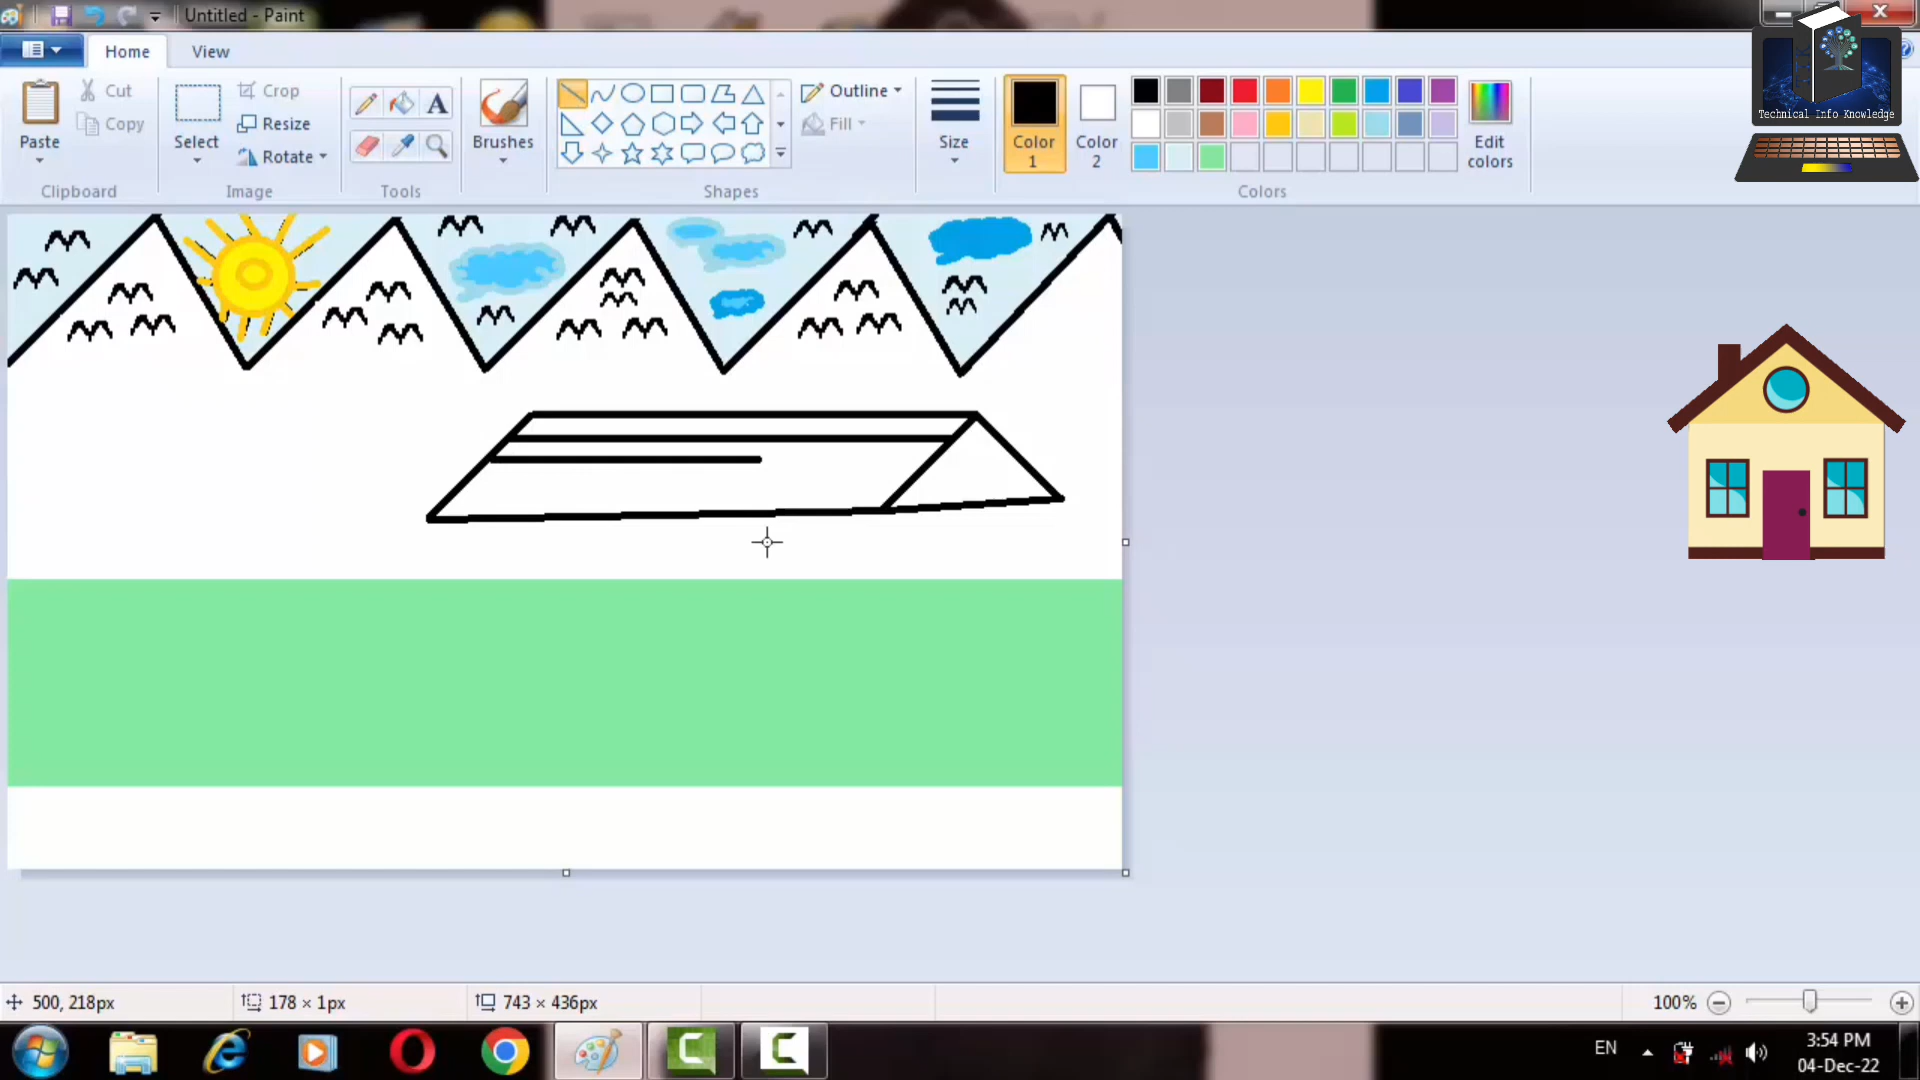 Untitled - Paint
Home
View
Paste
Cut
Copy
Clipboard
Select
Crop
Resize
Rotate
Image
A
Tools
Brushes
Shapes
Outline
Fill
Size
Color 1
Color 2
Edit colors
Colors
Technical Info Knowledge
500, 218px
178 × 1px
743 × 436px
100%
EN
3:54 PM
04-Dec-22